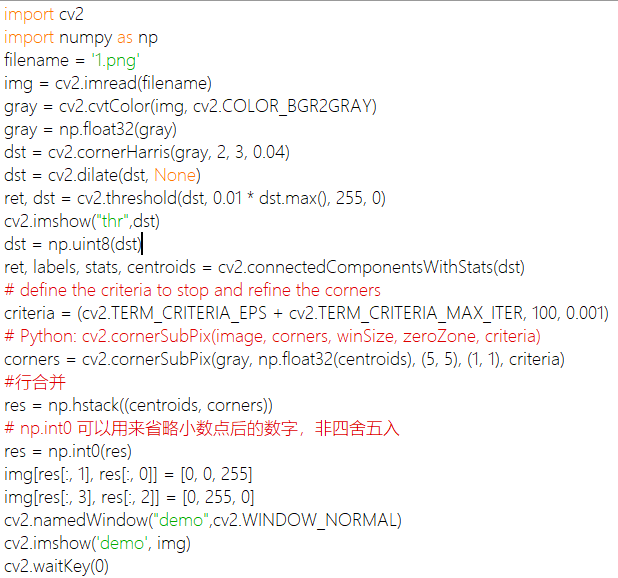 import cv2
import numpy as np
filename = '1.png'
img = cv2.imread(filename)
gray = cv2.cvtColor(img, cv2.COLOR_BGR2GRAY)
gray = np.float32(gray)
dst = cv2.cornerHarris(gray, 2, 3, 0.04)
dst = cv2.dilate(dst, None)
ret, dst = cv2.threshold(dst, 0.01 * dst.max(), 255, 0)
cv2.imshow("thr",dst)
dst = np.uint8(dst)
ret, labels, stats, centroids = cv2.connectedComponentsWithStats(dst)
# define the criteria to stop and refine the corners
criteria = (cv2.TERM_CRITERIA_EPS + cv2.TERM_CRITERIA_MAX_ITER, 100, 0.001)
# Python: cv2.cornerSubPix(image, corners, winSize, zeroZone, criteria)
corners = cv2.cornerSubPix(gray, np.float32(centroids), (5, 5), (1, 1), criteria)
#行合并
res = np.hstack((centroids, corners))
# np.int0 可以用来省略小数点后的数字，非四舍五入
res = np.int0(res)
img[res[:, 1], res[:, 0]] = [0, 0, 255]
img[res[:, 3], res[:, 2]] = [0, 255, 0]
cv2.namedWindow("demo",cv2.WINDOW_NORMAL)
cv2.imshow('demo', img)
cv2.waitKey(0)